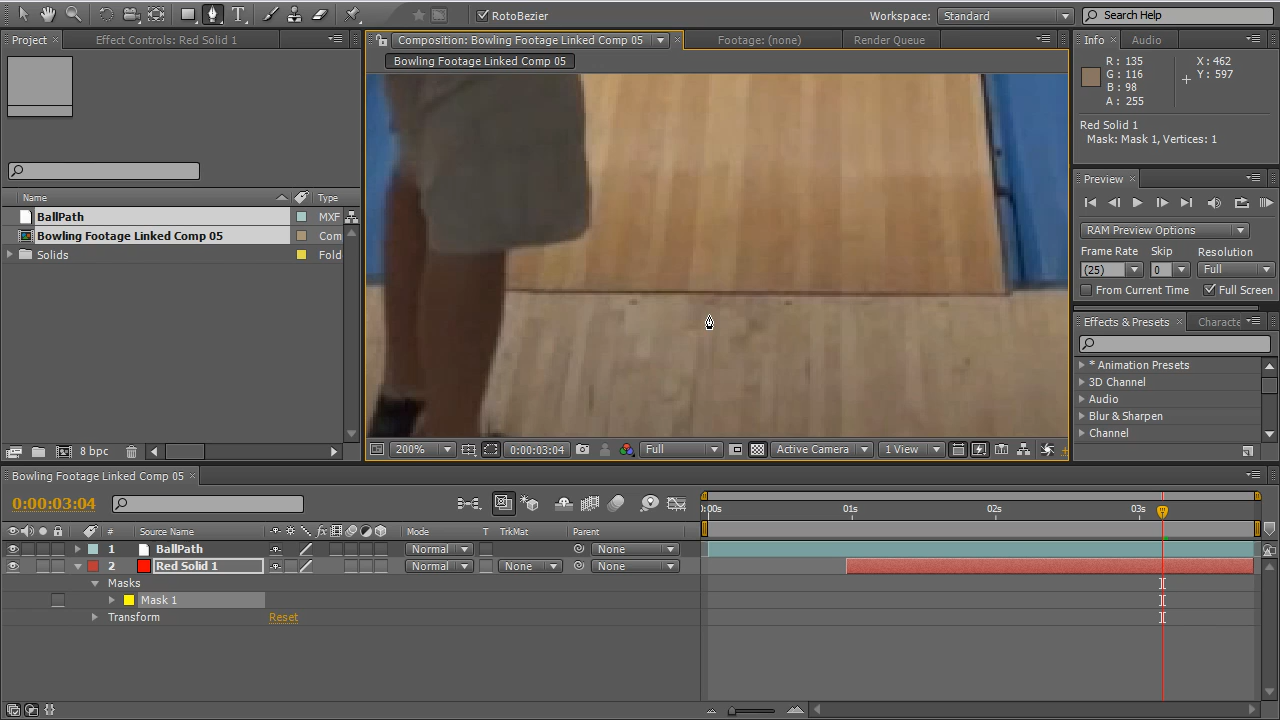 RotoBezier
Workspace: Standard
Search Help
Project
Effect Controls: Red Solid 1
Composition: Bowling Footage Linked Comp 05
Footage: (none)
Render Queue
Info
Audio
Bowling Footage Linked Comp 05
R : 135
G : 116
B : 98
A : 255
X : 462
Y : 597
Red Solid 1
Mask: Mask 1, Vertices: 1
Preview
Name
Type
BallPath
MXF
Bowling Footage Linked Comp 05
Com
Solids
Fold
RAM Preview Options
Frame Rate
Skip
Resolution
(25)
0
Full
From Current Time
Full Screen
Effects & Presets
Characte
* Animation Presets
3D Channel
Audio
Blur & Sharpen
Channel
8 bpc
200%
0:00:03:04
Full
Active Camera
1 View
Bowling Footage Linked Comp 05
0:00:03:04
:00s
01s
02s
03s
#
Source Name
fx
Mode
T
TrkMat
Parent
1
BallPath
Normal
None
2
Red Solid 1
Normal
None
None
Masks
Mask 1
Transform
Reset